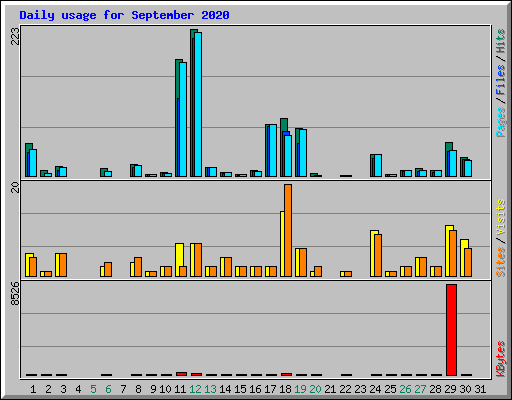 Daily usage for September 2020
223
Pages / Files / Hits
20
Sites / Visits
8526
KBytes
1 2 3 4 5 6 7 8 9 10 11 12 13 14 15 16 17 18 19 20 21 22 23 24 25 26 27 28 29 30 31